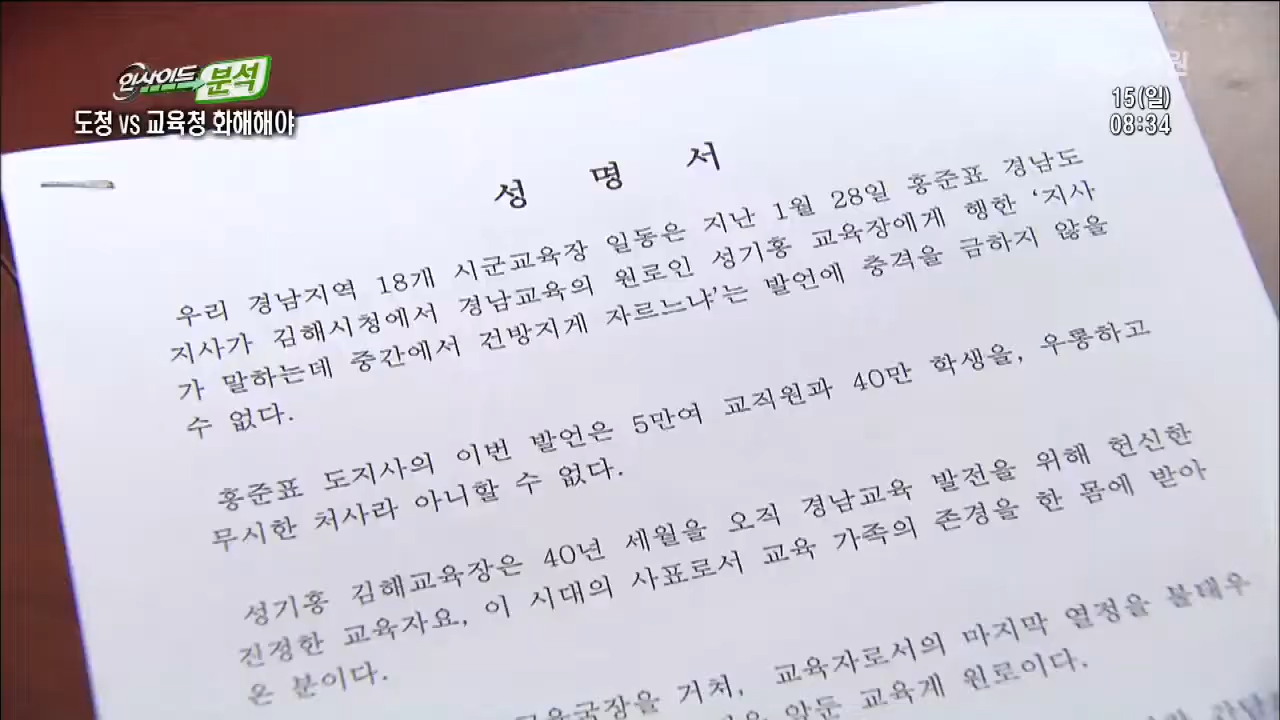 인사이드 분석
도청 vs 교육청 화해해야
원
15(일)
08:34
성 명 서
우리 경남지역 18개 시군교육장 일동은 지난 1월 28일 홍준표 경남도
지사가 김해시청에서 경남교육의 원로인 성기홍 교육장에게 행한 ‘지사
가 말하는데 중간에서 건방지게 자르느냐’는 발언에 충격을 금하지 않을
수 없다.
홍준표 도지사의 이번 발언은 5만여 교직원과 40만 학생을, 우롱하고
무시한 처사라 아니할 수 없다.
성기홍 김해교육장은 40년 세월을 오직 경남교육 발전을 위해 헌신한
진정한 교육자요, 이 시대의 사표로서 교육 가족의 존경을 한 몸에 받아
온 분이다.
교육국장을 거쳐, 교육자로서의 마지막 열정을 불태우
앞둔 교육계 원로이다.